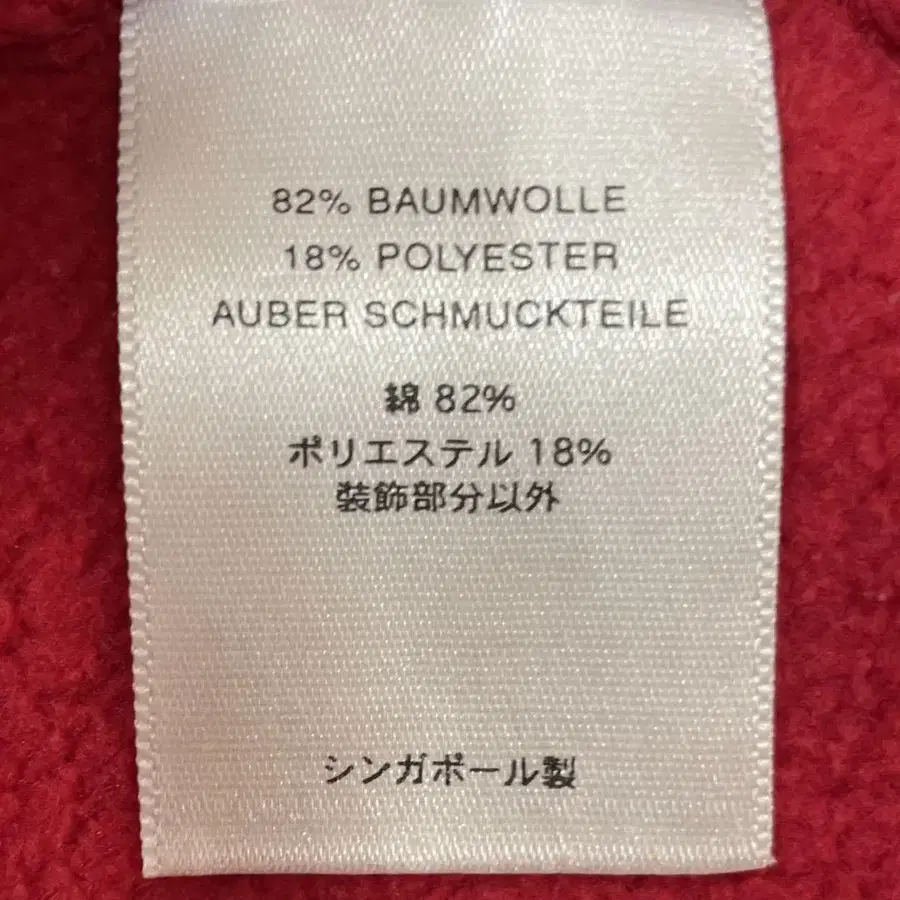 82% BAUMWOLLE
18% POLYESTER
AUBER SCHMUCKTEILE
綿 82%
ポリエステル 18%
装飾部分以外
シンガポール製